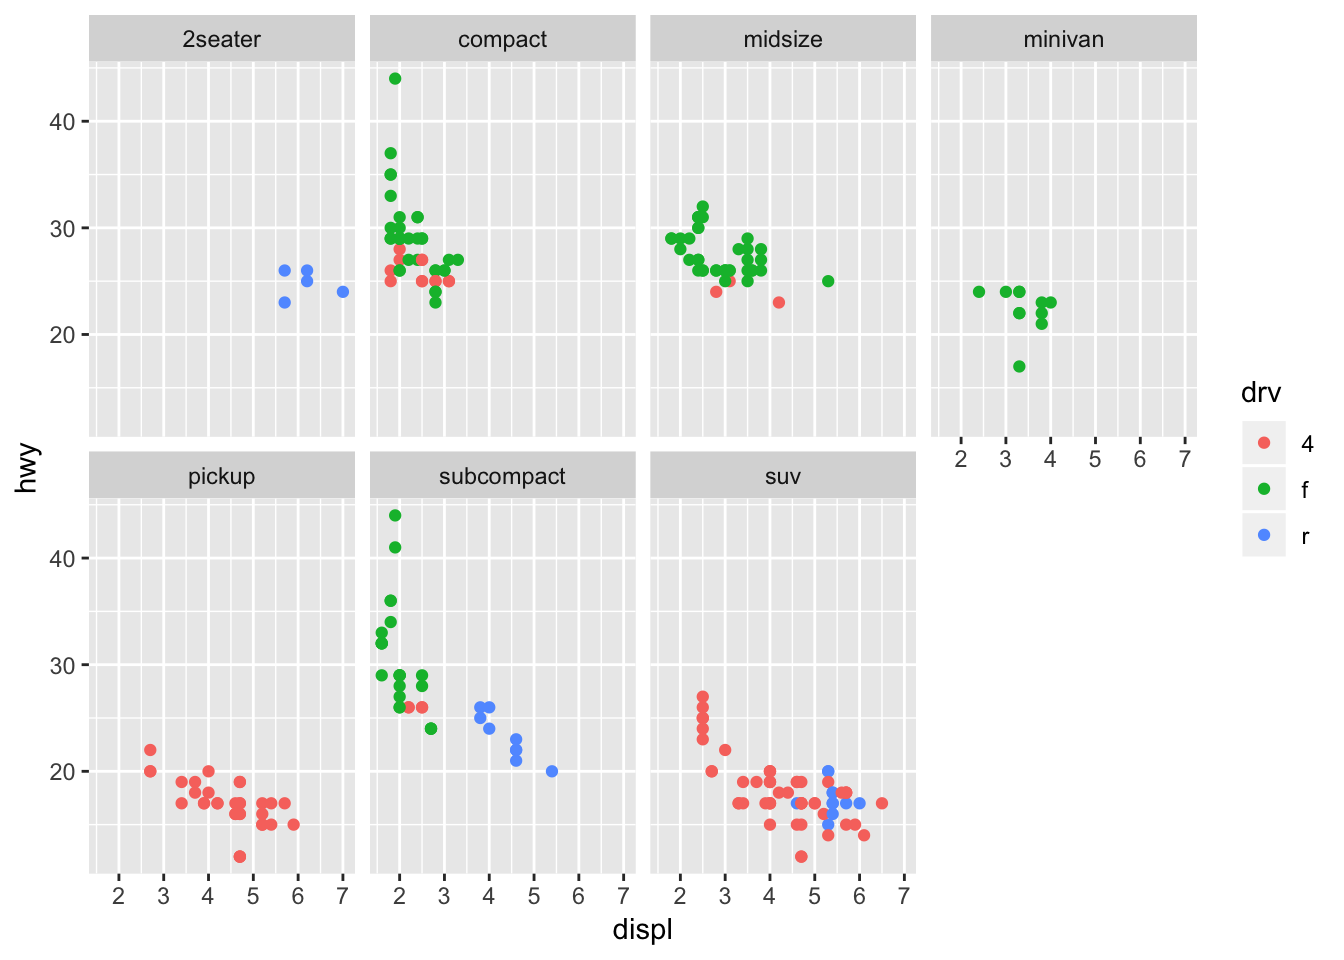 2seater compact midsize minivan
40
30
20
2 3 4 5 6 7
hwy
pickup subcompact suv
40
30
20
2 3 4 5 6 7 2 3 4 5 6 7 2 3 4 5 6 7
displ
drv
4
f
r